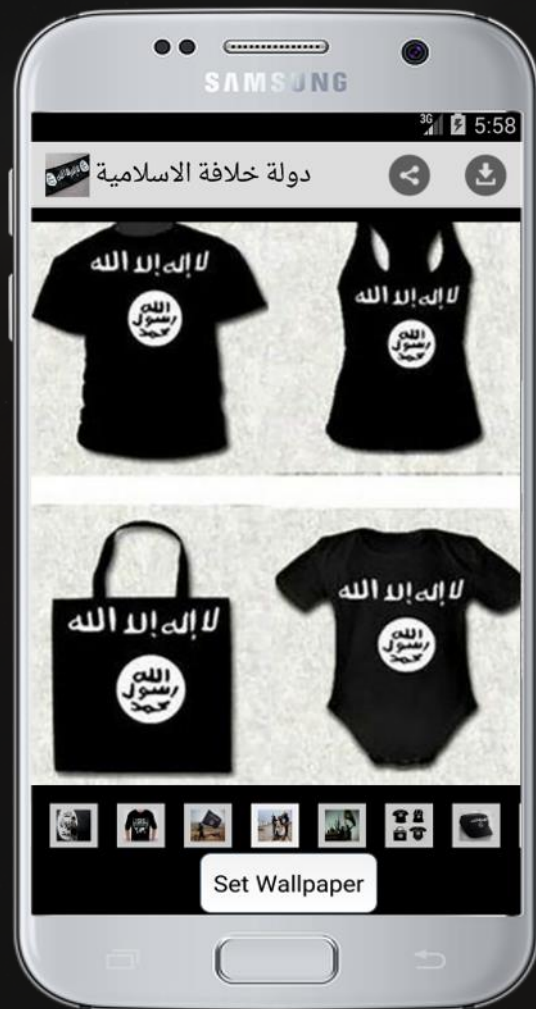 SAMSUNG
3G 5:58
دولة خلافة الاسلامية
لا إله إلا الله
الله
رسول
محمد
لا إله إلا الله
الله
رسول
محمد
لا إله إلا الله
الله
رسول
محمد
لا إله إلا الله
الله
رسول
محمد
Set Wallpaper